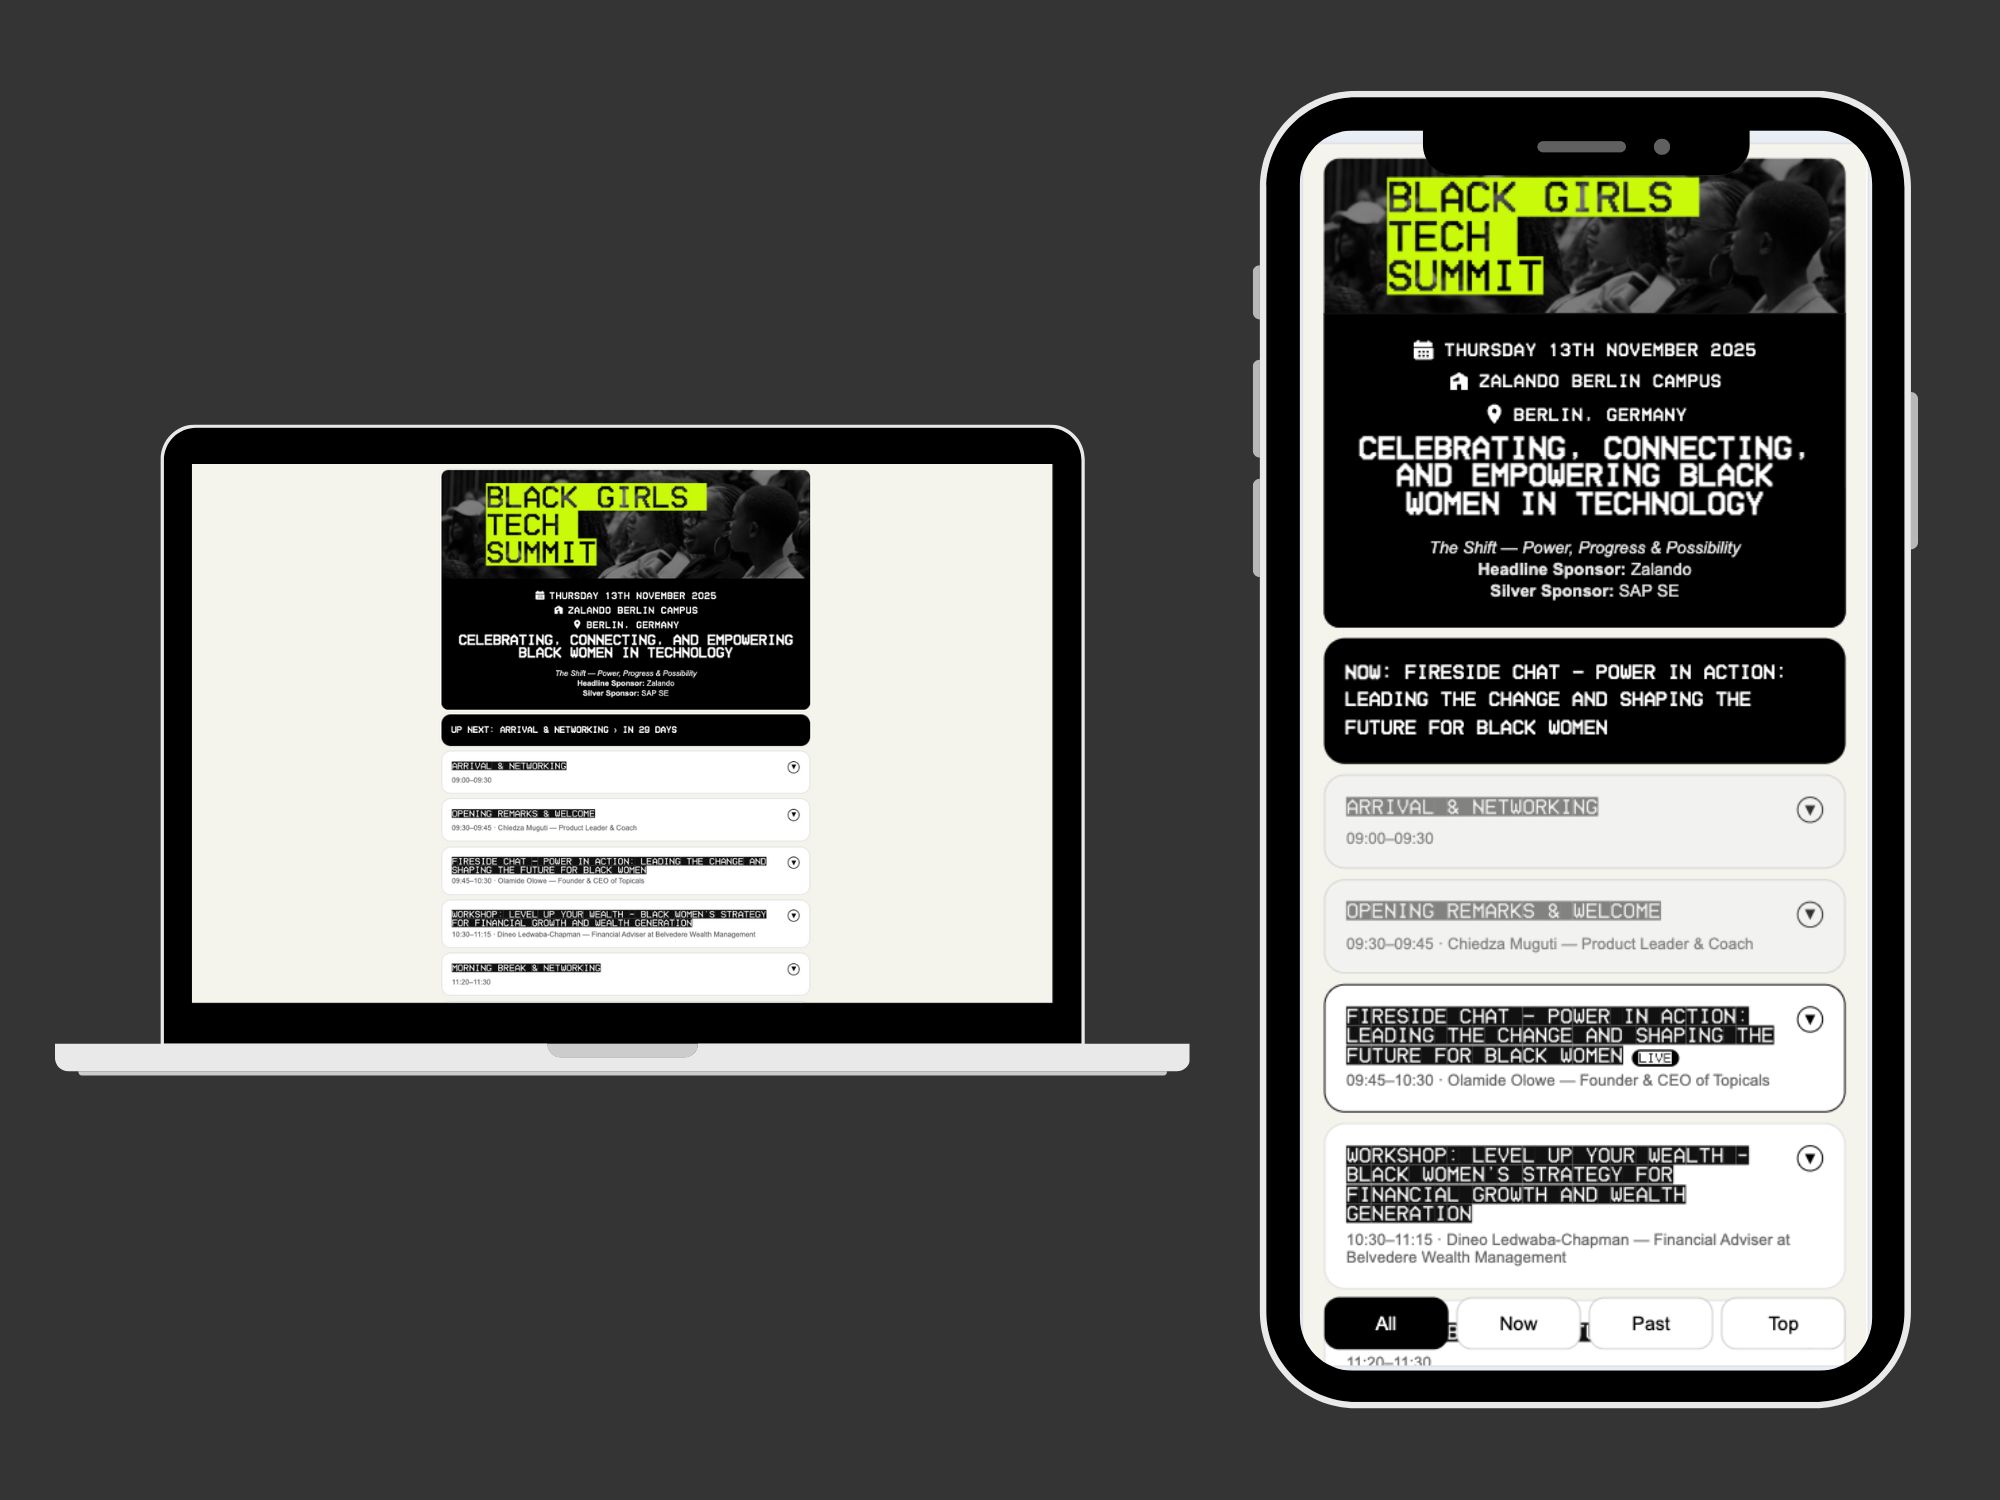 BLACK GIRLS
TECH
SUMMIT
THURSDAY 13TH NOVEMBER 2025
ZALANDO BERLIN CAMPUS
BERLIN, GERMANY
CELEBRATING, CONNECTING, AND EMPOWERING
BLACK WOMEN IN TECHNOLOGY
The Shift — Power, Progress & Possibility
Headline Sponsor: Zalando
Silver Sponsor: SAP SE
UP NEXT: ARRIVAL & NETWORKING › IN 29 DAYS
ARRIVAL & NETWORKING
09:00–09:30
OPENING REMARKS & WELCOME
09:30–09:45 · Chiedza Muguti — Product Leader & Coach
FIRESIDE CHAT – POWER IN ACTION: LEADING THE CHANGE AND
SHAPING THE FUTURE FOR BLACK WOMEN
09:45–10:30 · Olamide Olowe — Founder & CEO of Topicals
WORKSHOP: LEVEL UP YOUR WEALTH – BLACK WOMEN'S STRATEGY
FOR FINANCIAL GROWTH AND WEALTH GENERATION
10:30–11:15 · Dineo Ledwaba-Chapman — Financial Adviser at Belvedere Wealth Management
MORNING BREAK & NETWORKING
11:20–11:30
BLACK GIRLS
TECH
SUMMIT
THURSDAY 13TH NOVEMBER 2025
ZALANDO BERLIN CAMPUS
BERLIN, GERMANY
CELEBRATING, CONNECTING,
AND EMPOWERING BLACK
WOMEN IN TECHNOLOGY
The Shift — Power, Progress & Possibility
Headline Sponsor: Zalando
Silver Sponsor: SAP SE
NOW: FIRESIDE CHAT – POWER IN ACTION:
LEADING THE CHANGE AND SHAPING THE
FUTURE FOR BLACK WOMEN
ARRIVAL & NETWORKING
09:00–09:30
OPENING REMARKS & WELCOME
09:30–09:45 · Chiedza Muguti — Product Leader & Coach
FIRESIDE CHAT – POWER IN ACTION:
LEADING THE CHANGE AND SHAPING THE
FUTURE FOR BLACK WOMEN LIVE
09:45–10:30 · Olamide Olowe — Founder & CEO of Topicals
WORKSHOP: LEVEL UP YOUR WEALTH –
BLACK WOMEN'S STRATEGY FOR
FINANCIAL GROWTH AND WEALTH
GENERATION
10:30–11:15 · Dineo Ledwaba-Chapman — Financial Adviser at
Belvedere Wealth Management
All Now Past Top
11:20–11:30